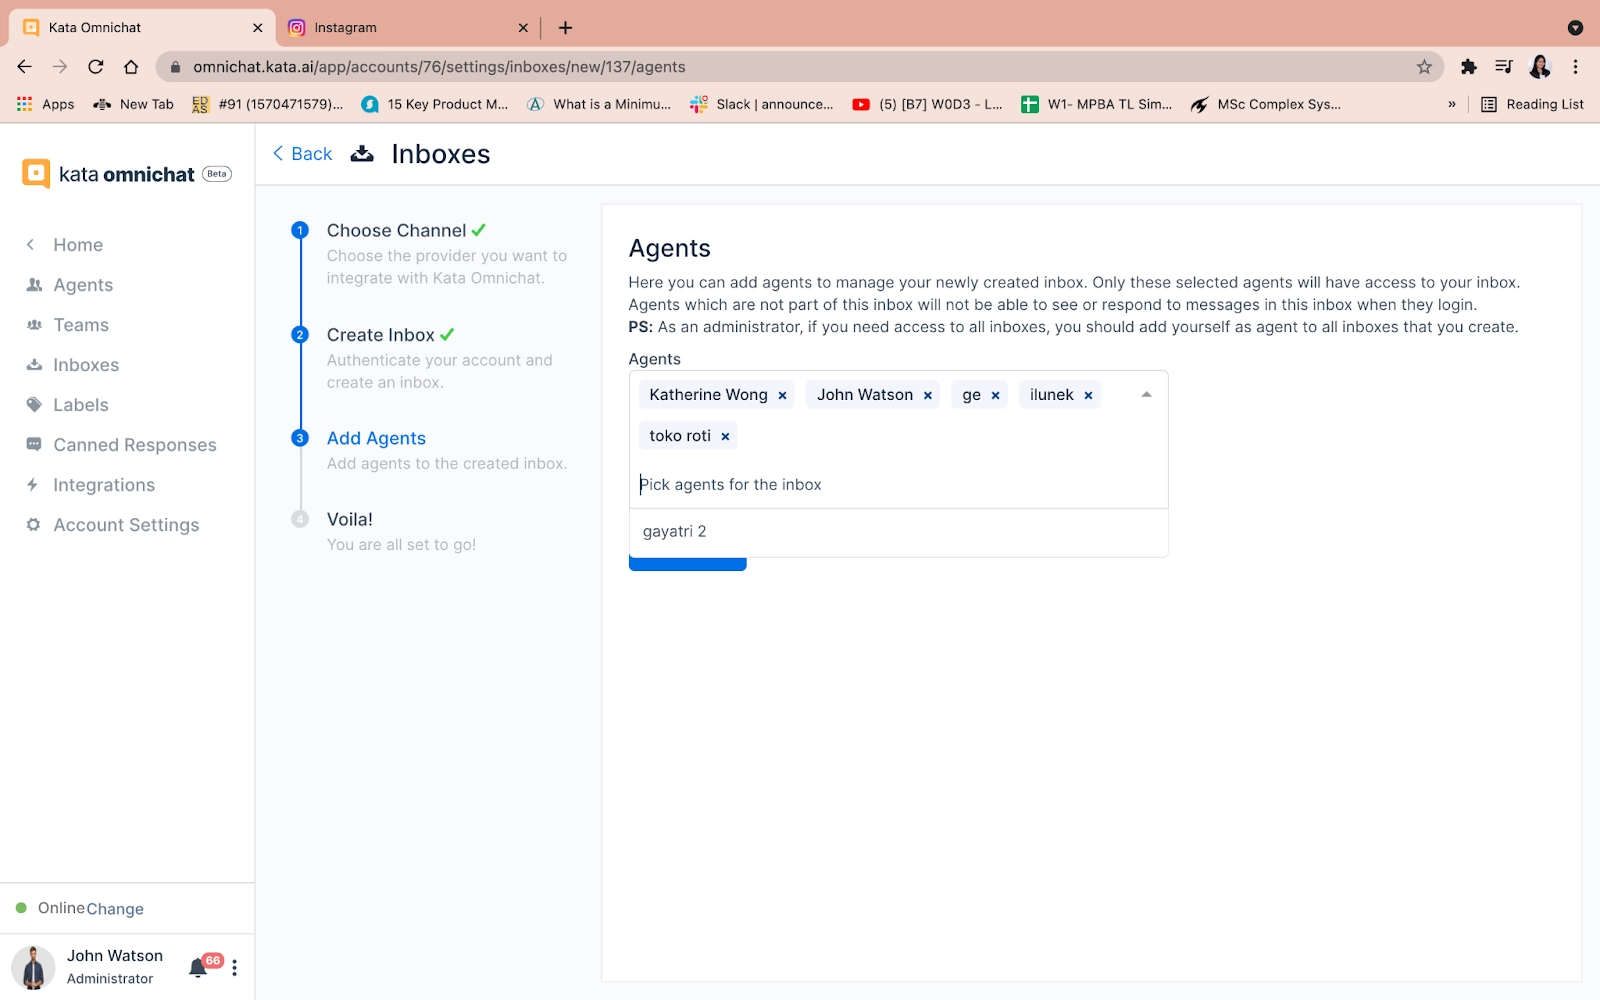 Kata Omnichat
Instagram
omnichat.kata.ai/app/accounts/76/settings/inboxes/new/137/agents
Apps
New Tab
EDAS
#91 (1570471579)...
15 Key Product M...
What is a Minimu...
Slack | announce...
(5) [B7] W0D3 - L...
W1- MPBA TL Sim...
MSc Complex Sys...
»
Reading List
kata omnichat Beta
Back
Inboxes
Home
Agents
Teams
Inboxes
Labels
Canned Responses
Integrations
Account Settings
1
Choose Channel
Choose the provider you want to
integrate with Kata Omnichat.
2
Create Inbox
Authenticate your account and
create an inbox.
3
Add Agents
Add agents to the created inbox.
4
Voila!
You are all set to go!
Agents
Here you can add agents to manage your newly created inbox. Only these selected agents will have access to your inbox.
Agents which are not part of this inbox will not be able to see or respond to messages in this inbox when they login.
PS: As an administrator, if you need access to all inboxes, you should add yourself as agent to all inboxes that you create.
Agents
Katherine Wong × John Watson × ge × ilunek ×
toko roti ×
Pick agents for the inbox
gayatri 2
Online Change
John Watson
Administrator
66